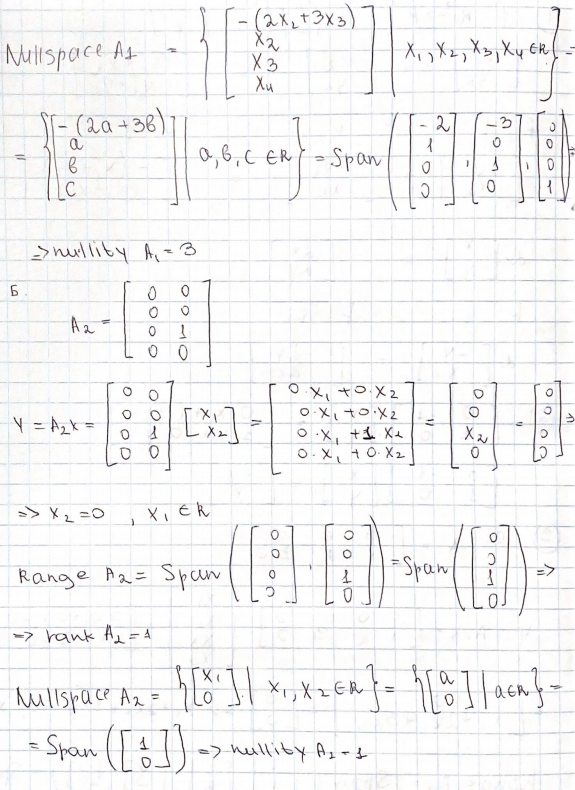 Nullspace A1 = { [ -(2x₂+3x₃) x₂ x₃ x₄ ] | x₁, x₂, x₃, x₄ ∈ R } =
= { [ -(2a+3b) a b c ] | a, b, c ∈ R } = Span ( [ -2 1 0 0 ] , [ -3 0 1 0 ] , [ 0 0 0 1 ] ) =
=> nullity A₁ = 3
Б.
A₂ = [ 0 0 ; 0 0 ; 0 1 ; 0 0 ]
Y = A₂x = [ 0 0 ; 0 0 ; 0 1 ; 0 0 ] [ x₁ x₂ ] = [ 0·x₁+0·x₂ ; 0·x₁+0·x₂ ; 0·x₁+1 x₂ ; 0·x₁+0·x₂ ] = [ 0 0 x₂ 0 ] = [ 0 0 0 0 ] =>
=> x₂=0 , x₁ ∈ R
Range A₂ = Span ( [ 0 0 0 0 ] , [ 0 0 1 0 ] ) = Span ( [ 0 0 1 0 ] ) =>
=> rank A₂ = 1
Nullspace A₂ = { [ x₁ 0 ] | x₁, x₂ ∈ R } = { [ a 0 ] | a ∈ R } =
= Span ( [ 1 0 ] ) => nullity A₂ = 1